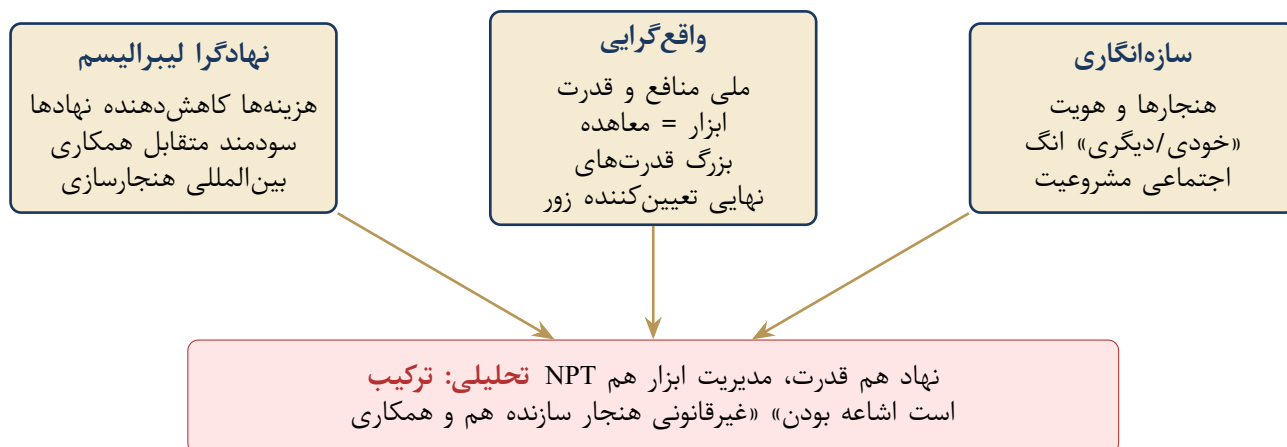 سازه‌انگاری
هنجارها و هویت
«خودی/دیگری» انگ
اجتماعی مشروعیت
واقع‌گرایی
ملی منافع و قدرت
ابزار = معاهده
بزرگ قدرت‌های
نهایی تعیین‌کننده زور
نهادگرا لیبرالیسم
هزینه‌ها کاهش‌دهنده نهادها
سودمند متقابل همکاری
بین‌المللی هنجارسازی
نهاد هم قدرت، مدیریت ابزار هم NPT تحلیلی: ترکیب
است اشاعه بودن» «غیرقانونی هنجار سازنده هم و همکاری